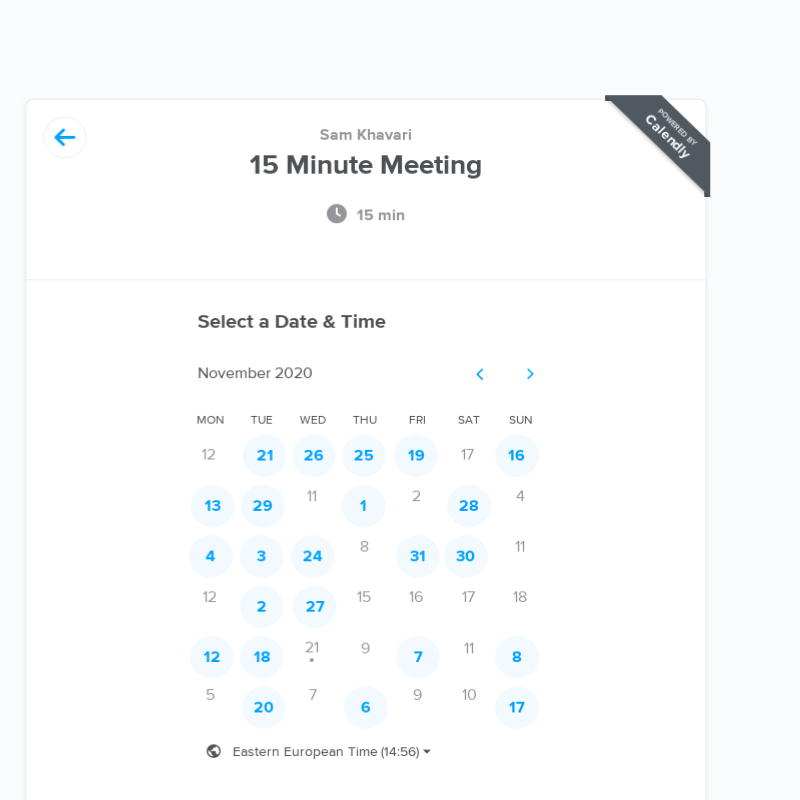 POWERED BY
Calendly
Sam Khavari
15 Minute Meeting
15 min
Select a Date & Time
November 2020
MON TUE WED THU FRI SAT SUN
12 21 26 25 19 17 16
13 29 11 1 2 28 4
4 3 24 8 31 30 11
12 2 27 15 16 17 18
12 18 21 9 7 11 8
5 20 7 6 9 10 17
Eastern European Time (14:56)